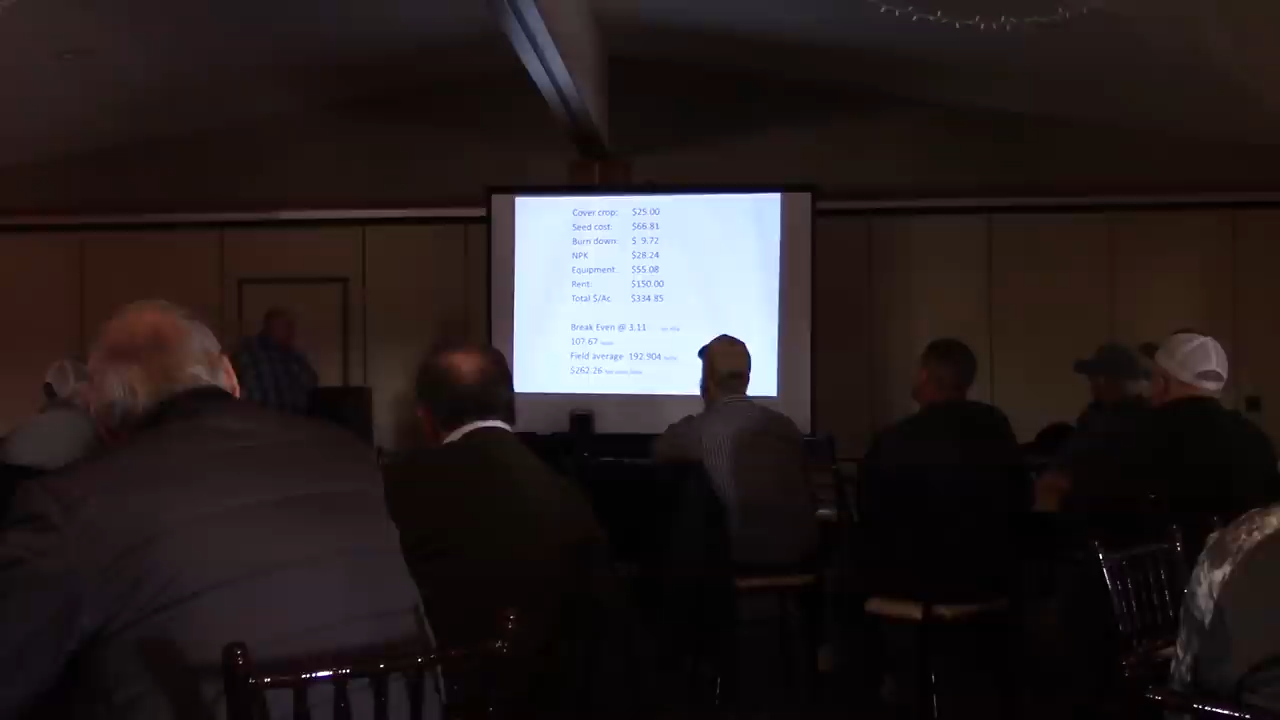 Cover crop: $25.00
Seed cost: $66.81
Burn down: $ 9.72
NPK $28.24
Equipment: $55.08
Rent: $150.00
Total $/Ac. $334.85
Break Even @ 3.11
107.67
Field average 192.904
$262.26